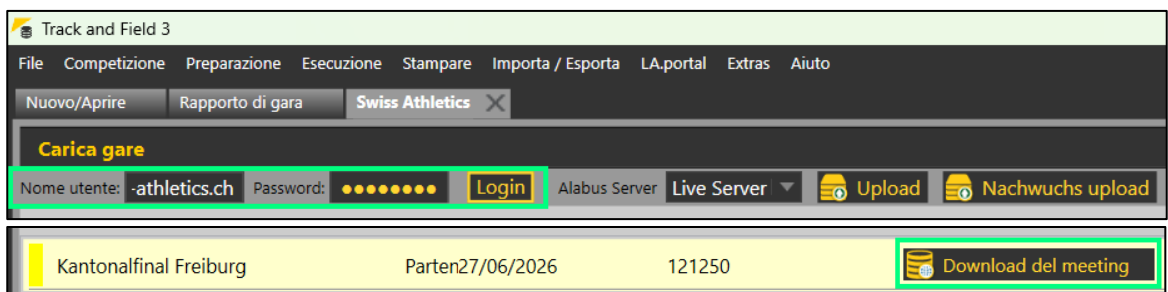 Track and Field 3
File Competizione Preparazione Esecuzione Stampare Importa / Esporta LA.portal Extras Aiuto
Nuovo/Aprire Rapporto di gara Swiss Athletics
Carica gare
Nome utente: -athletics.ch Password: ●●●●●●●● Login Alabus Server Live Server Upload Nachwuchs upload
Kantonalfinal Freiburg Parten27/06/2026 121250 Download del meeting